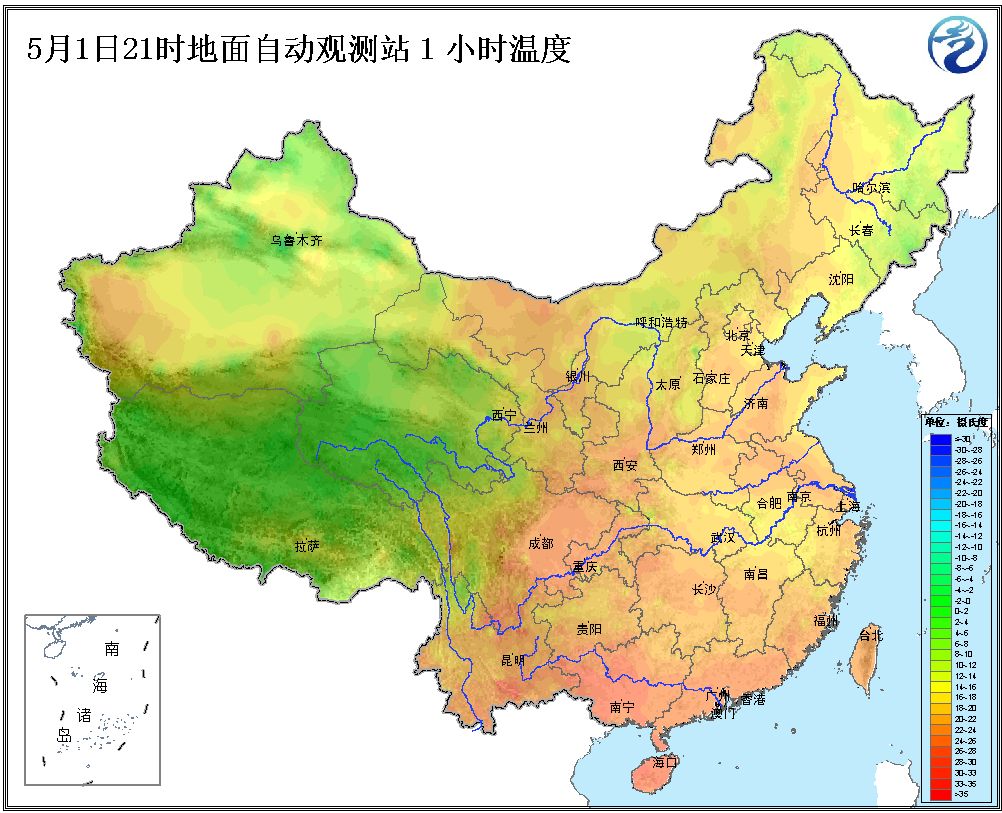 5月1日21时地面自动观测站1小时温度
哈尔滨
长春
乌鲁木齐
沈阳
呼和浩特
北京
天津
银川
石家庄
太原
济南
西宁
兰州
郑州
西安
合肥
南京
上海
杭州
武汉
成都
拉萨
重庆
南昌
长沙
福州
贵阳
台北
昆明
广州
香港
澳门
南宁
海口
南
海
诸
岛
单位：摄氏度
≤-30
-30~-28
-28~-26
-26~-24
-24~-22
-22~-20
-20~-18
-18~-16
-16~-14
-14~-12
-12~-10
-10~-8
-8~-6
-6~-4
-4~-2
-2~0
0~2
2~4
4~6
6~8
8~10
10~12
12~14
14~16
16~18
18~20
20~22
22~24
24~26
26~28
28~30
30~33
33~35
>35